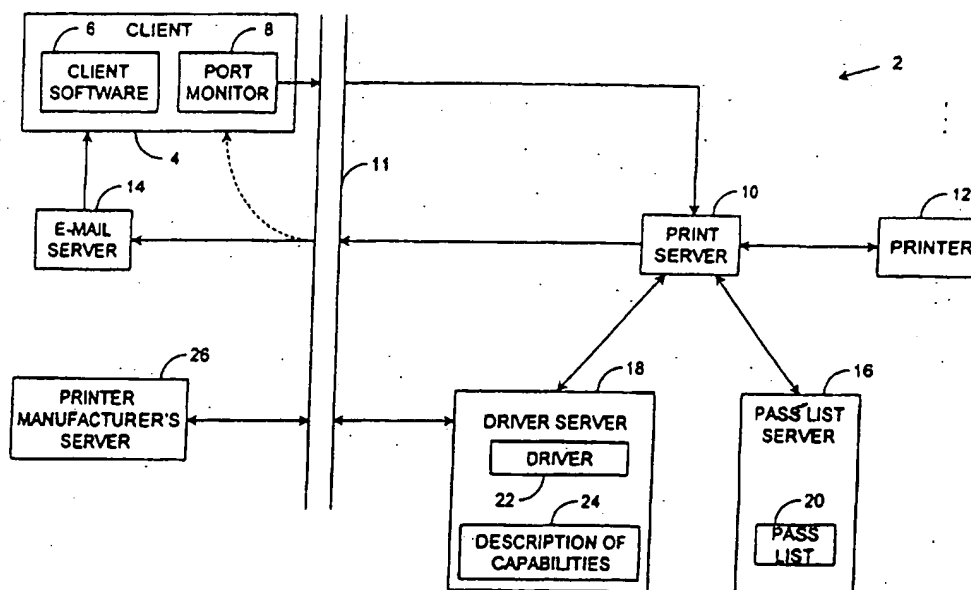 6
CLIENT
8
CLIENT
SOFTWARE
PORT
MONITOR
2
4
11
14
E-MAIL
SERVER
10
PRINT
SERVER
12
PRINTER
26
PRINTER
MANUFACTURER'S
SERVER
18
DRIVER SERVER
DRIVER
22
24
DESCRIPTION OF
CAPABILITIES
16
PASS LIST
SERVER
20
PASS
LIST